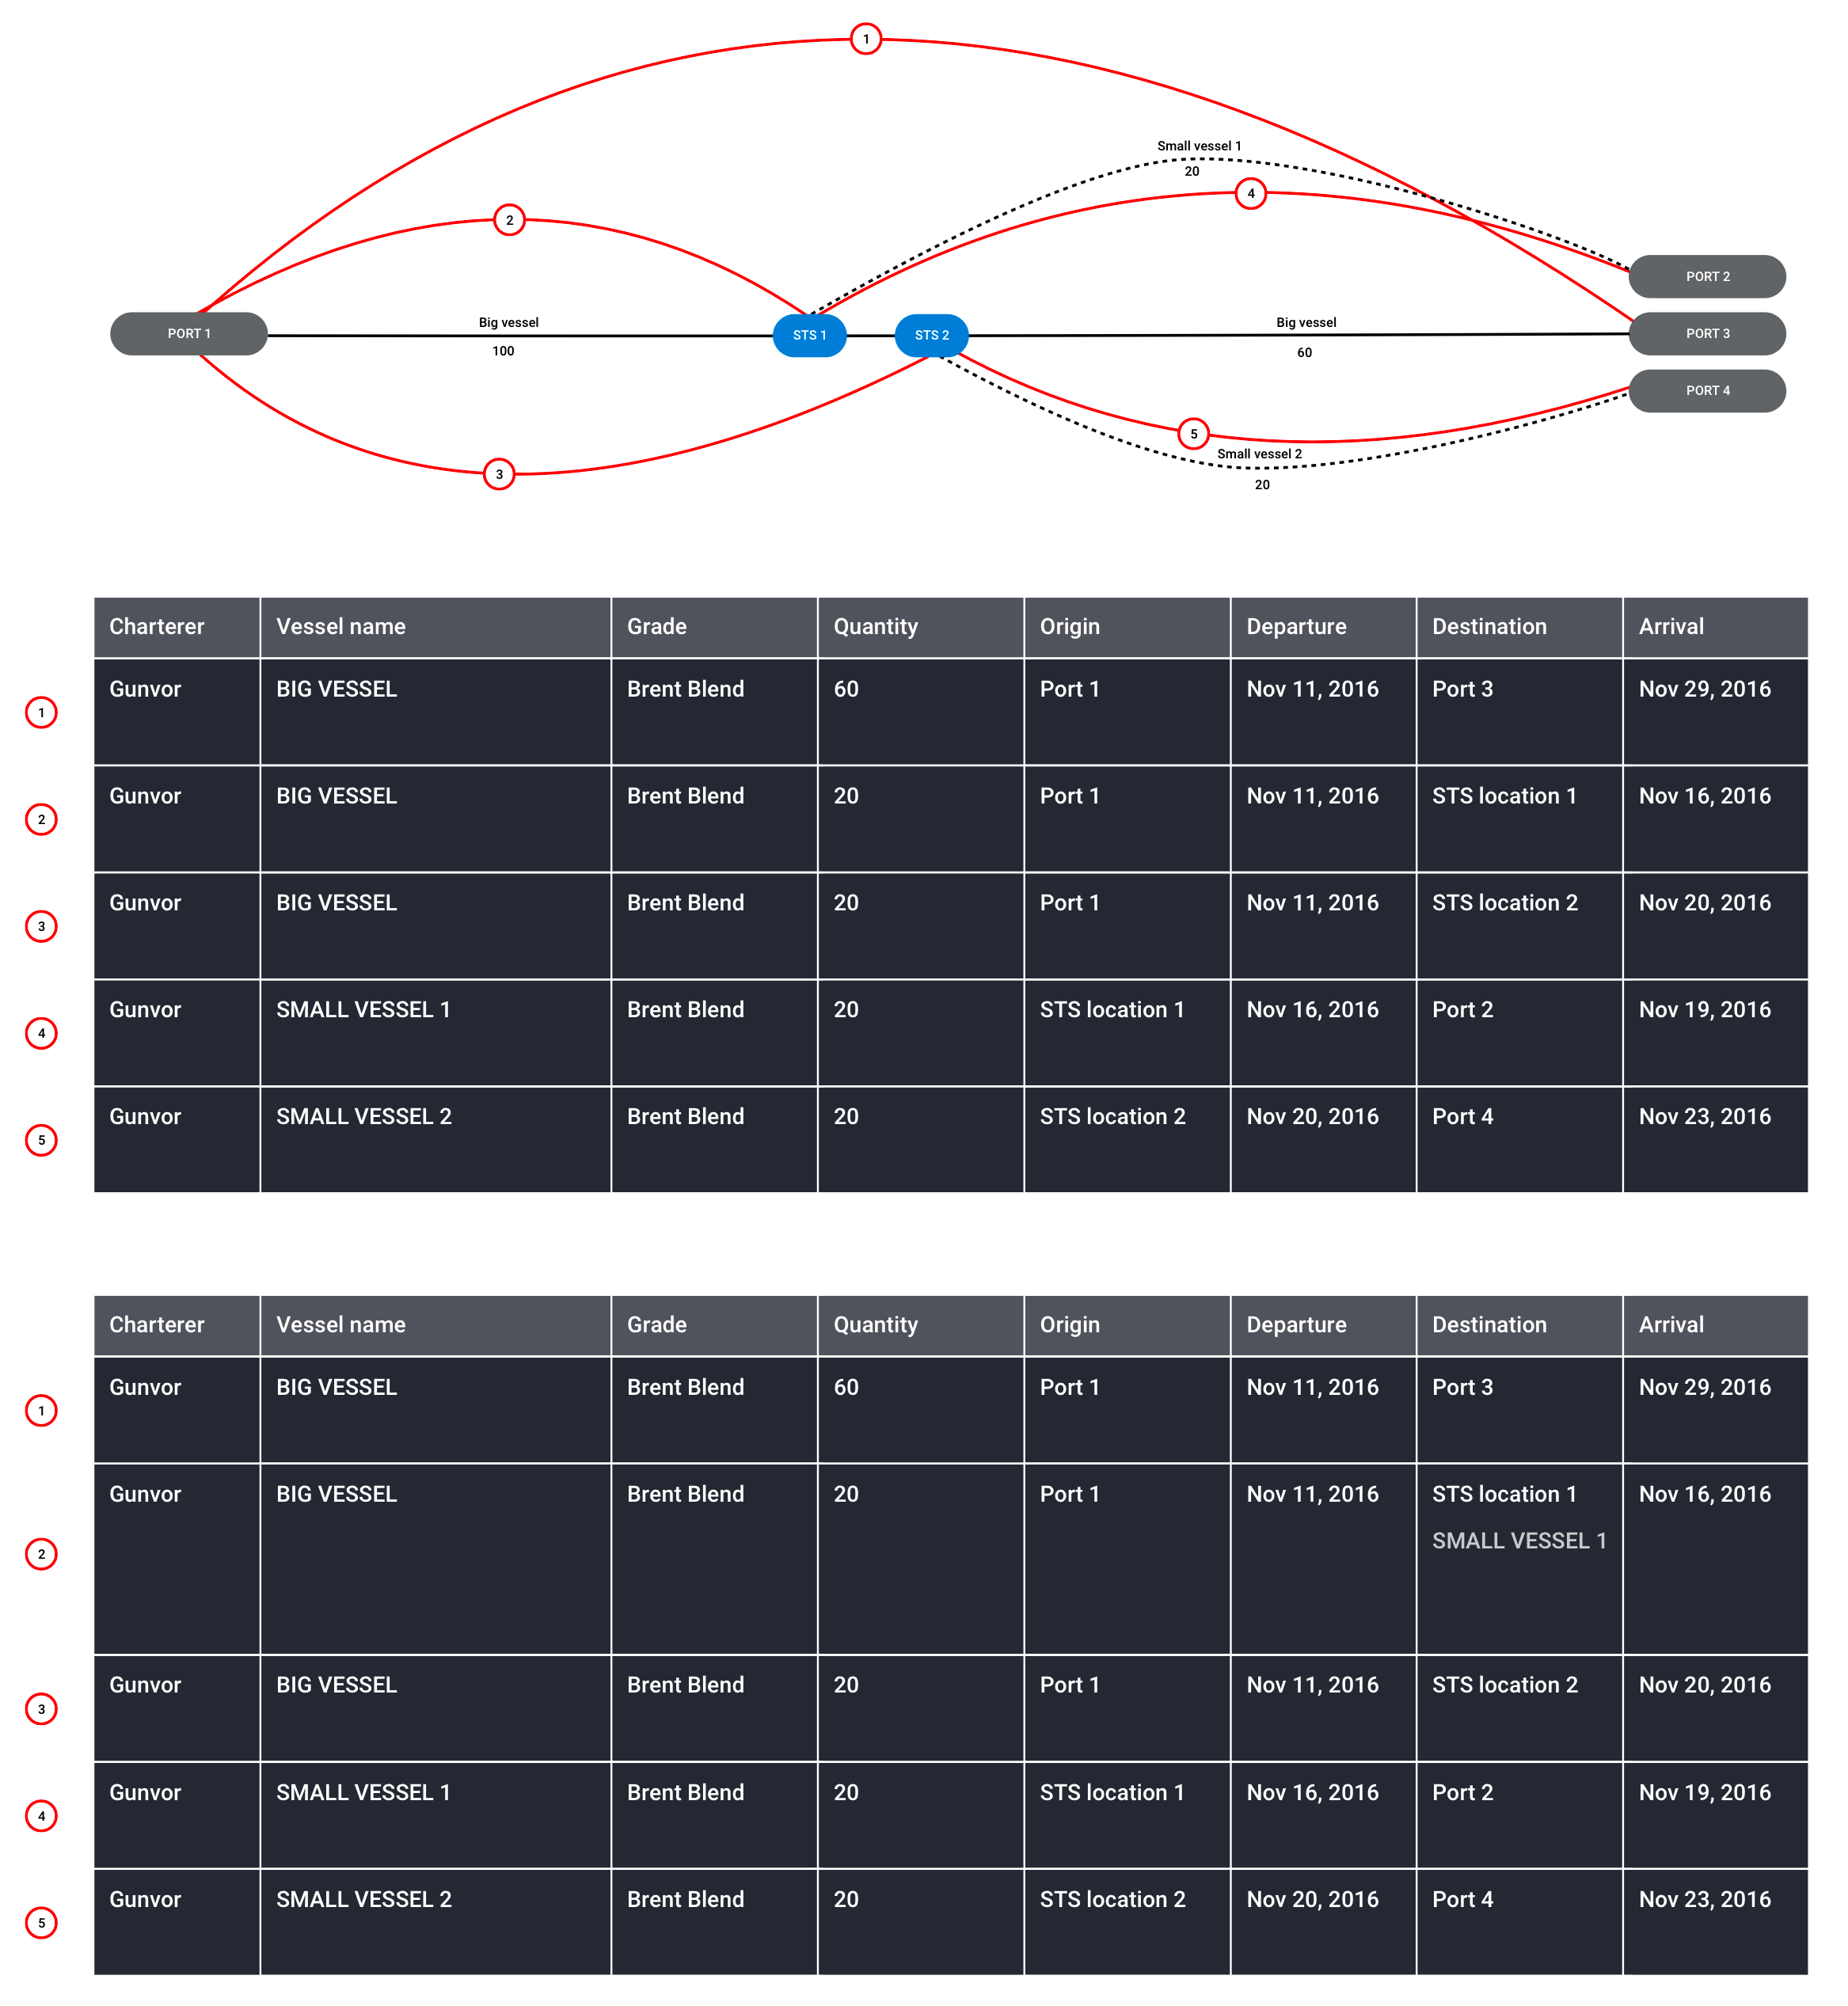 1
Small vessel 1
20
4
2
PORT 2
Big vessel
Big vessel
PORT 1
STS 1
STS 2
PORT 3
100
60
PORT 4
5
Small vessel 2
3
20
Charterer Vessel name Grade Quantity Origin Departure Destination Arrival
1 Gunvor BIG VESSEL Brent Blend 60 Port 1 Nov 11, 2016 Port 3 Nov 29, 2016
2 Gunvor BIG VESSEL Brent Blend 20 Port 1 Nov 11, 2016 STS location 1 Nov 16, 2016
3 Gunvor BIG VESSEL Brent Blend 20 Port 1 Nov 11, 2016 STS location 2 Nov 20, 2016
4 Gunvor SMALL VESSEL 1 Brent Blend 20 STS location 1 Nov 16, 2016 Port 2 Nov 19, 2016
5 Gunvor SMALL VESSEL 2 Brent Blend 20 STS location 2 Nov 20, 2016 Port 4 Nov 23, 2016
Charterer Vessel name Grade Quantity Origin Departure Destination Arrival
1 Gunvor BIG VESSEL Brent Blend 60 Port 1 Nov 11, 2016 Port 3 Nov 29, 2016
2 Gunvor BIG VESSEL Brent Blend 20 Port 1 Nov 11, 2016 STS location 1 Nov 16, 2016
SMALL VESSEL 1
3 Gunvor BIG VESSEL Brent Blend 20 Port 1 Nov 11, 2016 STS location 2 Nov 20, 2016
4 Gunvor SMALL VESSEL 1 Brent Blend 20 STS location 1 Nov 16, 2016 Port 2 Nov 19, 2016
5 Gunvor SMALL VESSEL 2 Brent Blend 20 STS location 2 Nov 20, 2016 Port 4 Nov 23, 2016